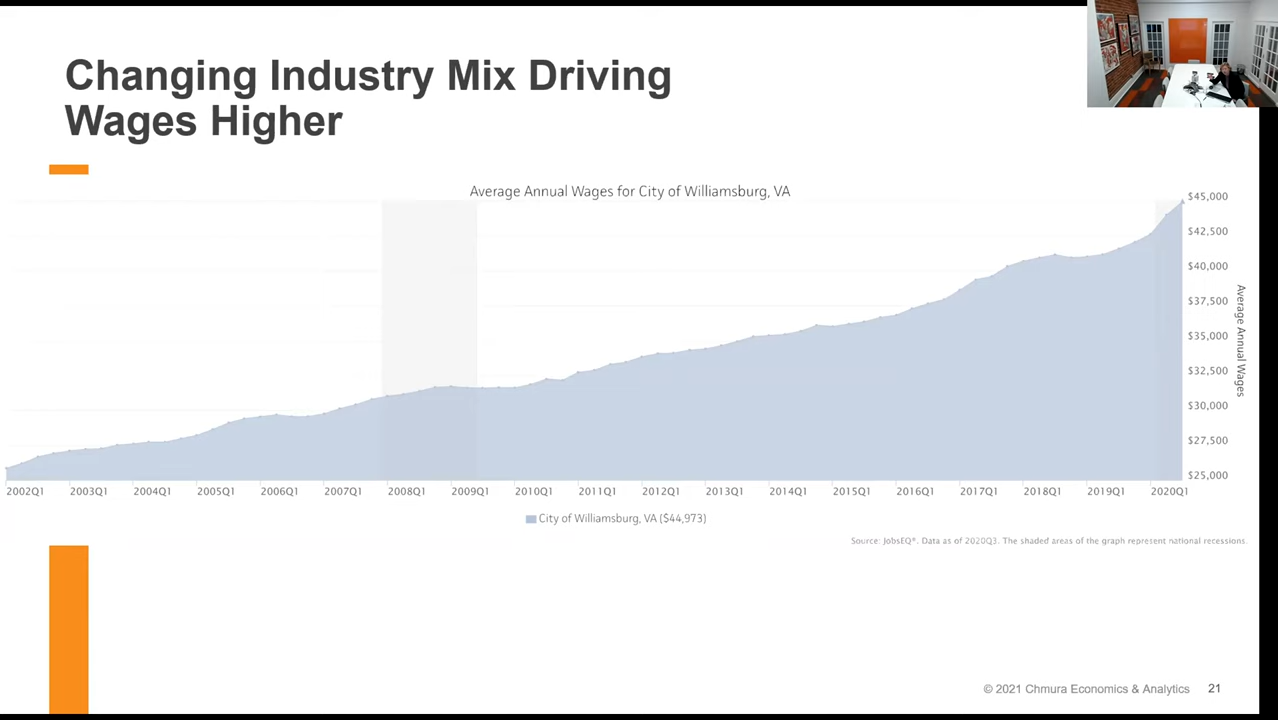 Changing Industry Mix Driving
Wages Higher
Average Annual Wages for City of Williamsburg, VA
$45,000
$42,500
$40,000
$37,500
$35,000
$32,500
$30,000
$27,500
$25,000
Average Annual Wages
2002Q1 2003Q1 2004Q1 2005Q1 2006Q1 2007Q1 2008Q1 2009Q1 2010Q1 2011Q1 2012Q1 2013Q1 2014Q1 2015Q1 2016Q1 2017Q1 2018Q1 2019Q1 2020Q1
City of Williamsburg, VA ($44,973)
Source: JobsEQ®. Data as of 2020Q3. The shaded areas of the graph represent national recessions.
© 2021 Chmura Economics & Analytics 21